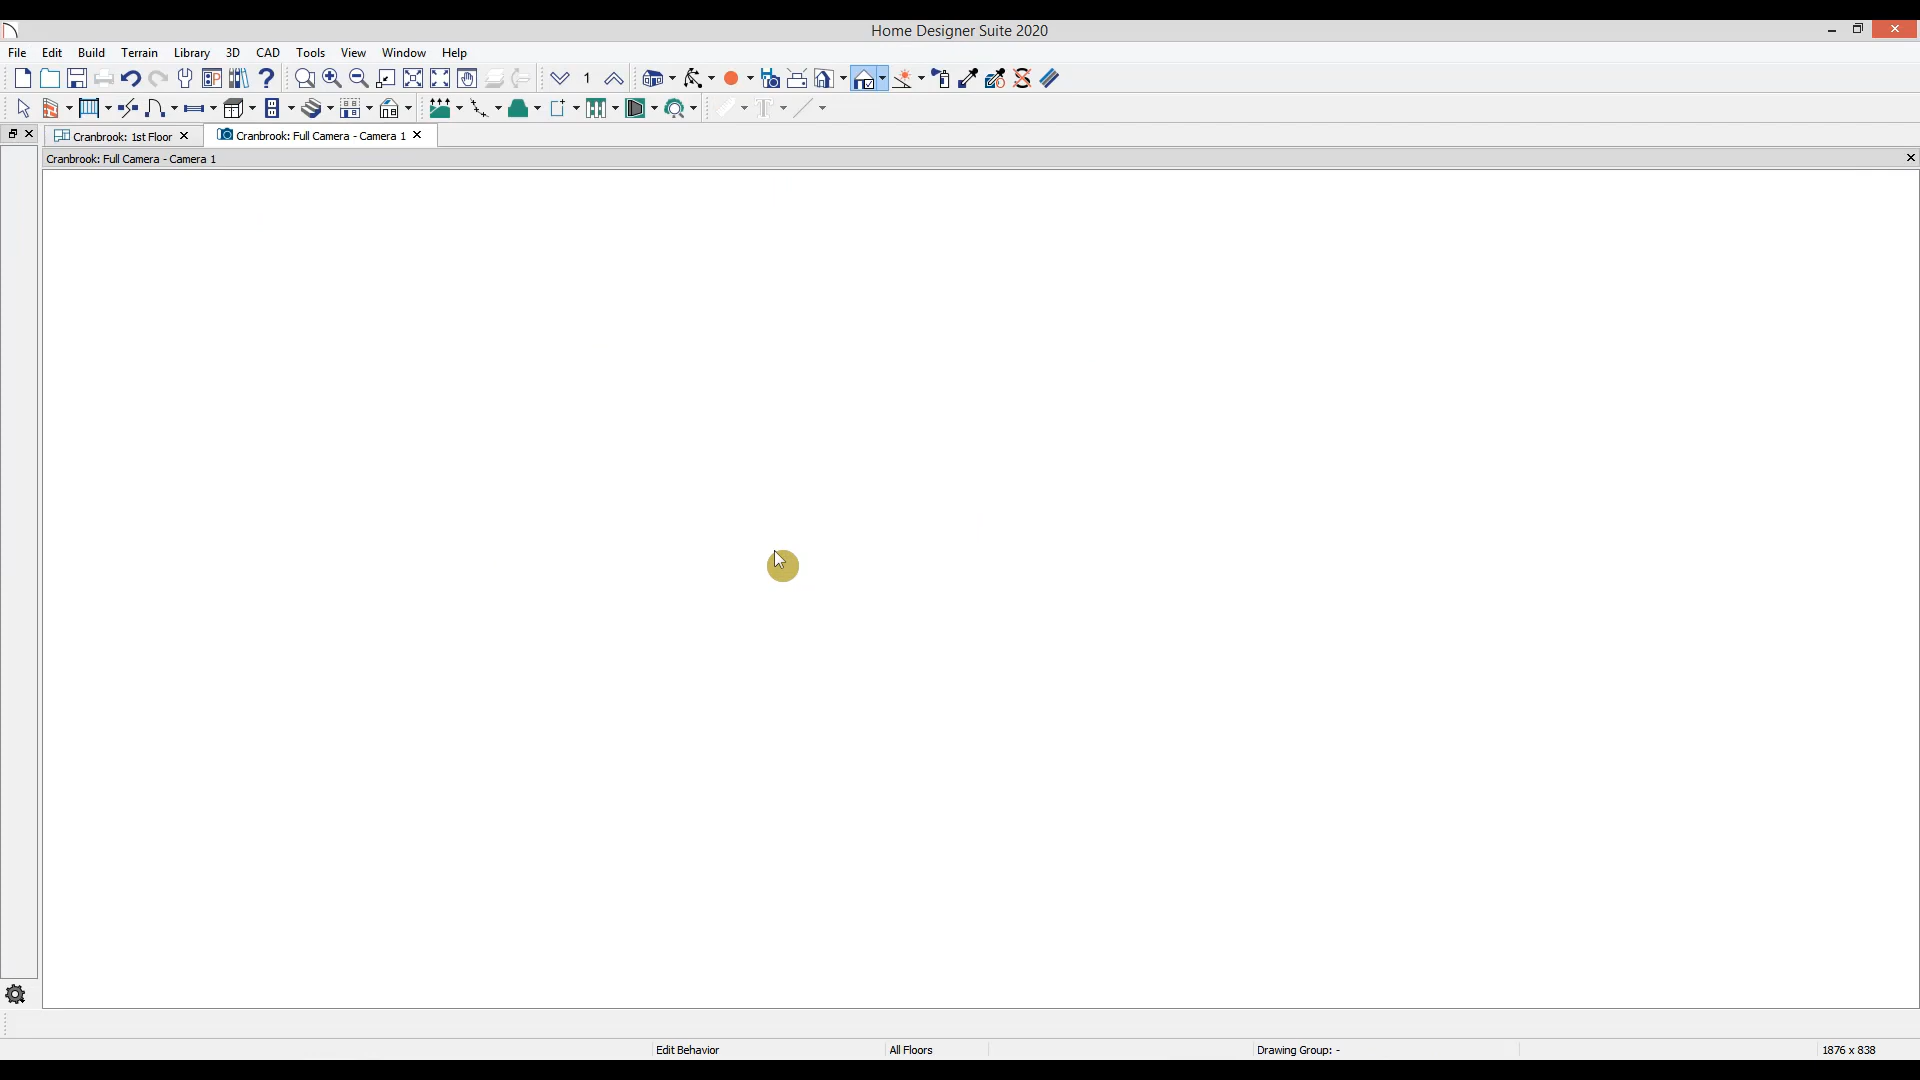 Home Designer Suite 2020
File Edit Build Terrain Library 3D CAD Tools View Window Help
1
Cranbrook: 1st Floor Cranbrook: Full Camera - Camera 1
Cranbrook: Full Camera - Camera 1
Edit Behavior All Floors Drawing Group: - 1876 x 838